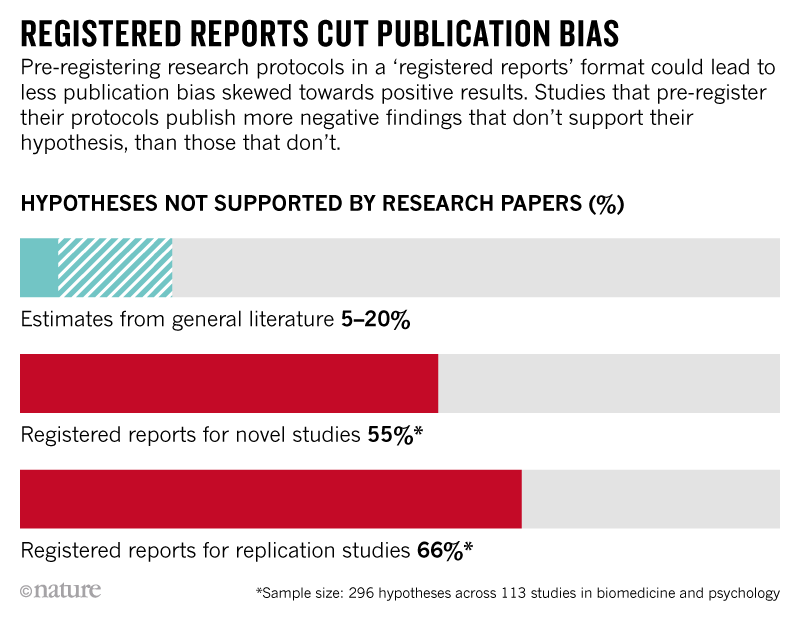 REGISTERED REPORTS CUT PUBLICATION BIAS
Pre-registering research protocols in a ‘registered reports’ format could lead to
less publication bias skewed towards positive results. Studies that pre-register
their protocols publish more negative findings that don’t support their
hypothesis, than those that don’t.
HYPOTHESES NOT SUPPORTED BY RESEARCH PAPERS (%)
Estimates from general literature 5–20%
Registered reports for novel studies 55%*
Registered reports for replication studies 66%*
©nature
*Sample size: 296 hypotheses across 113 studies in biomedicine and psychology